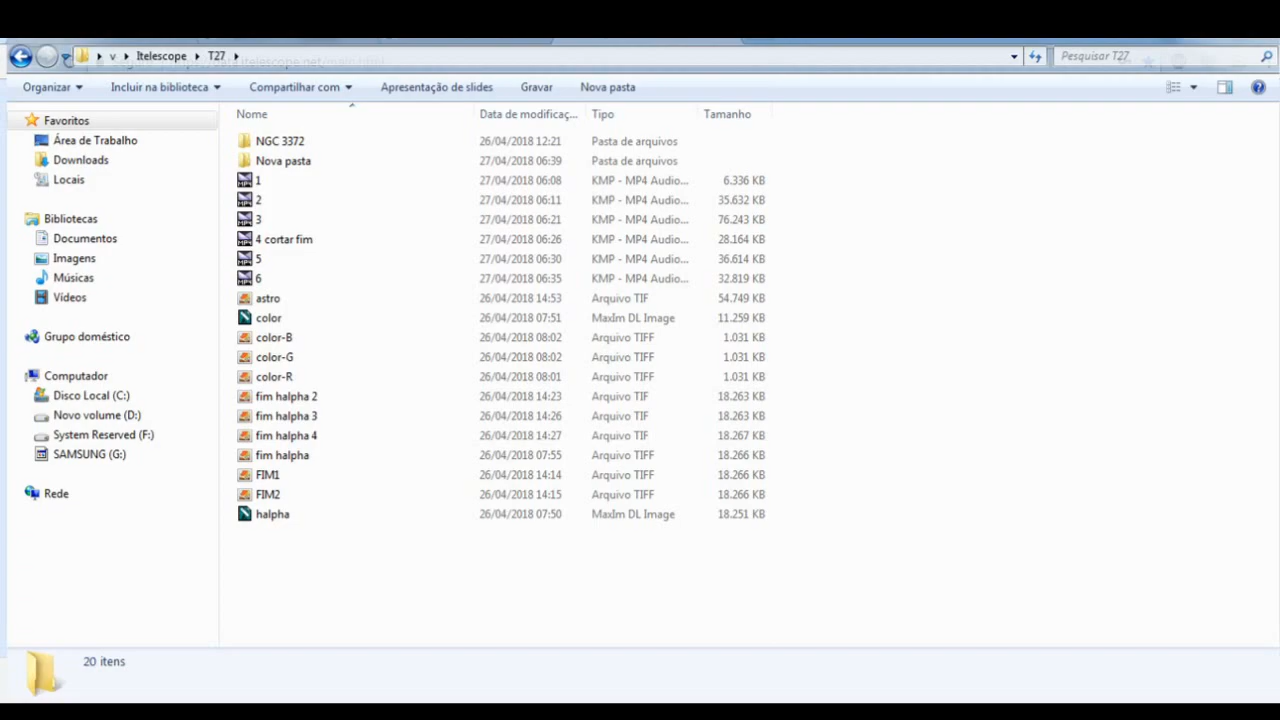 v Itelescope T27 Pesquisar T27
Organizar Incluir na biblioteca Compartilhar com Apresentação de slides Gravar Nova pasta
Favoritos
Área de Trabalho
Downloads
Locais
Bibliotecas
Documentos
Imagens
Músicas
Vídeos
Grupo doméstico
Computador
Disco Local (C:)
Novo volume (D:)
System Reserved (F:)
SAMSUNG (G:)
Rede
Nome Data de modificaç... Tipo Tamanho
NGC 3372 26/04/2018 12:21 Pasta de arquivos
Nova pasta 27/04/2018 06:39 Pasta de arquivos
1 27/04/2018 06:08 KMP - MP4 Audio... 6.336 KB
2 27/04/2018 06:11 KMP - MP4 Audio... 35.632 KB
3 27/04/2018 06:21 KMP - MP4 Audio... 76.243 KB
4 cortar fim 27/04/2018 06:26 KMP - MP4 Audio... 28.164 KB
5 27/04/2018 06:30 KMP - MP4 Audio... 36.614 KB
6 27/04/2018 06:35 KMP - MP4 Audio... 32.819 KB
astro 26/04/2018 14:53 Arquivo TIF 54.749 KB
color 26/04/2018 07:51 MaxIm DL Image 11.259 KB
color-B 26/04/2018 08:02 Arquivo TIFF 1.031 KB
color-G 26/04/2018 08:02 Arquivo TIFF 1.031 KB
color-R 26/04/2018 08:01 Arquivo TIFF 1.031 KB
fim halpha 2 26/04/2018 14:23 Arquivo TIF 18.263 KB
fim halpha 3 26/04/2018 14:26 Arquivo TIF 18.263 KB
fim halpha 4 26/04/2018 14:27 Arquivo TIF 18.267 KB
fim halpha 26/04/2018 07:55 Arquivo TIFF 18.266 KB
FIM1 26/04/2018 14:14 Arquivo TIFF 18.266 KB
FIM2 26/04/2018 14:15 Arquivo TIFF 18.266 KB
halpha 26/04/2018 07:50 MaxIm DL Image 18.251 KB
20 itens